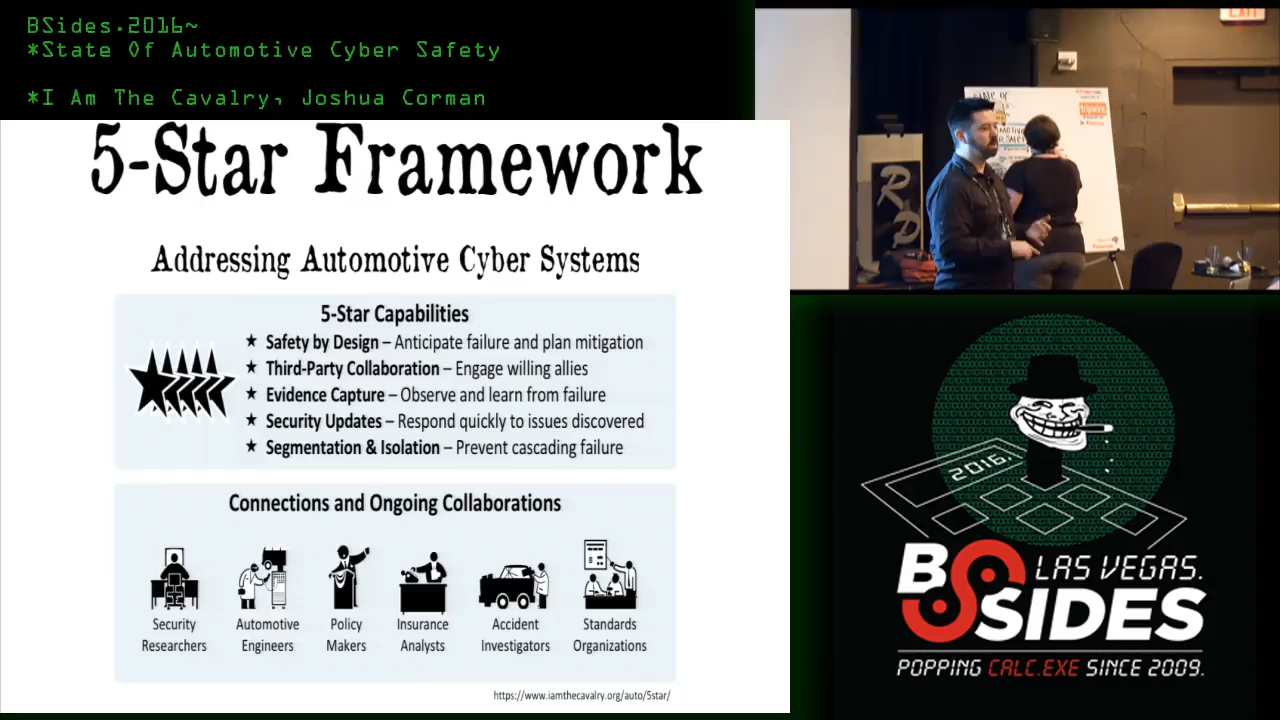 BSides.2016~
*State Of Automotive Cyber Safety
*I Am The Cavalry, Joshua Corman
5-Star Framework
Addressing Automotive Cyber Systems
5-Star Capabilities
★ Safety by Design – Anticipate failure and plan mitigation
★ Third-Party Collaboration – Engage willing allies
★ Evidence Capture – Observe and learn from failure
★ Security Updates – Respond quickly to issues discovered
★ Segmentation & Isolation – Prevent cascading failure
Connections and Ongoing Collaborations
Security
Researchers
Automotive
Engineers
Policy
Makers
Insurance
Analysts
Accident
Investigators
Standards
Organizations
https://www.iamthecavalry.org/auto/5star/
EXIT
2016.
BSIDES
LAS VEGAS.
POPPING CALC.EXE SINCE 2009.